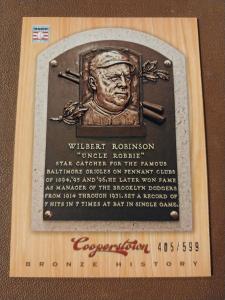 WILBERT ROBINSON
"UNCLE ROBBIE"
STAR CATCHER FOR THE FAMOUS
BALTIMORE ORIOLES ON PENNANT CLUBS
OF 1894, '95 AND '96. HE LATER WON FAME
AS MANAGER OF THE BROOKLYN DODGERS
FROM 1914 THROUGH 1931. SET A RECORD OF
7 HITS IN 7 TIMES AT BAT IN SINGLE GAME.
Cooperstown
405/599
BRONZE HISTORY